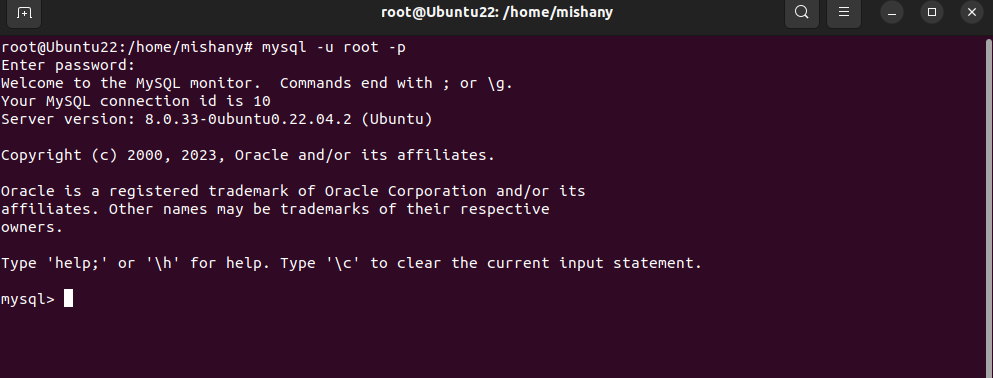 root@Ubuntu22: /home/mishany
root@Ubuntu22:/home/mishany# mysql -u root -p
Enter password:
Welcome to the MySQL monitor.  Commands end with ; or \g.
Your MySQL connection id is 10
Server version: 8.0.33-0ubuntu0.22.04.2 (Ubuntu)

Copyright (c) 2000, 2023, Oracle and/or its affiliates.

Oracle is a registered trademark of Oracle Corporation and/or its
affiliates. Other names may be trademarks of their respective
owners.

Type 'help;' or '\h' for help. Type '\c' to clear the current input statement.

mysql>